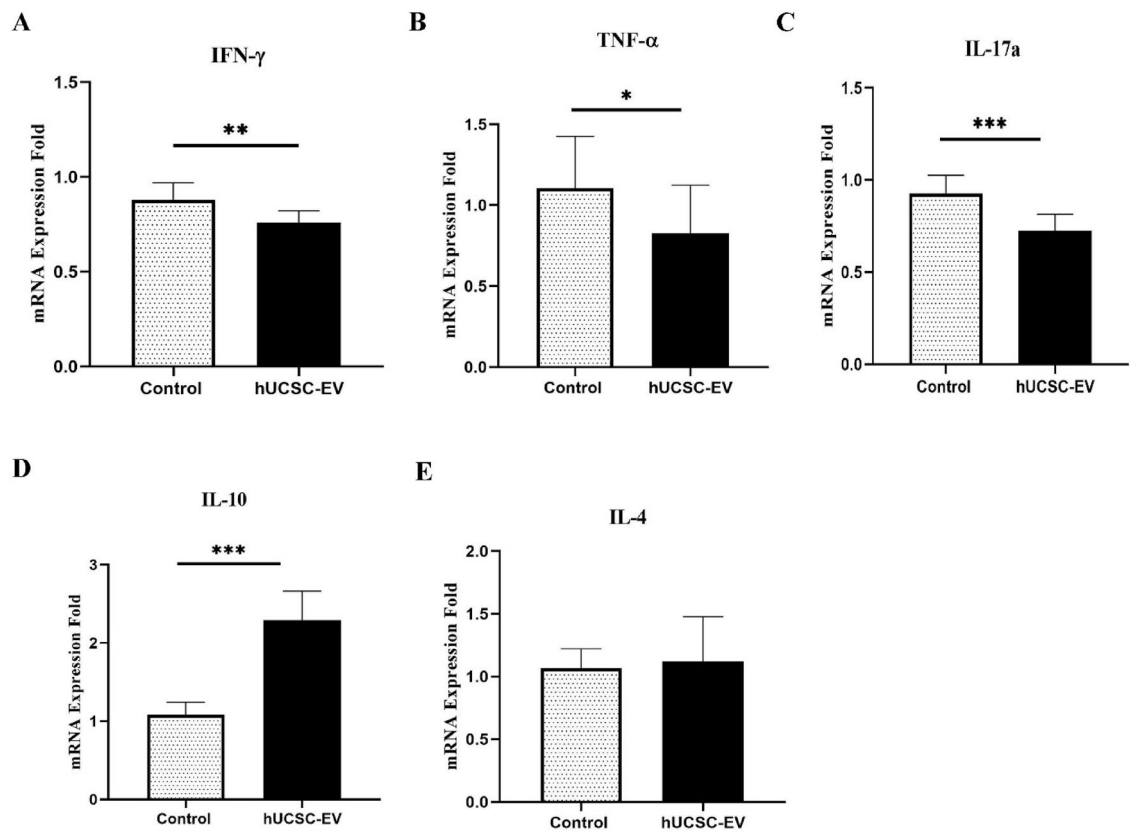 A
IFN-γ
mRNA Expression Fold
1.5
1.0
0.5
0.0
**
Control
hUCSC-EV
B
TNF-α
mRNA Expression Fold
1.5
1.0
0.5
0.0
*
Control
hUCSC-EV
C
IL-17a
mRNA Expression Fold
1.5
1.0
0.5
0.0
***
Control
hUCSC-EV
D
IL-10
mRNA Expression Fold
3
2
1
0
***
Control
hUCSC-EV
E
IL-4
mRNA Expression Fold
2.0
1.5
1.0
0.5
0.0
Control
hUCSC-EV